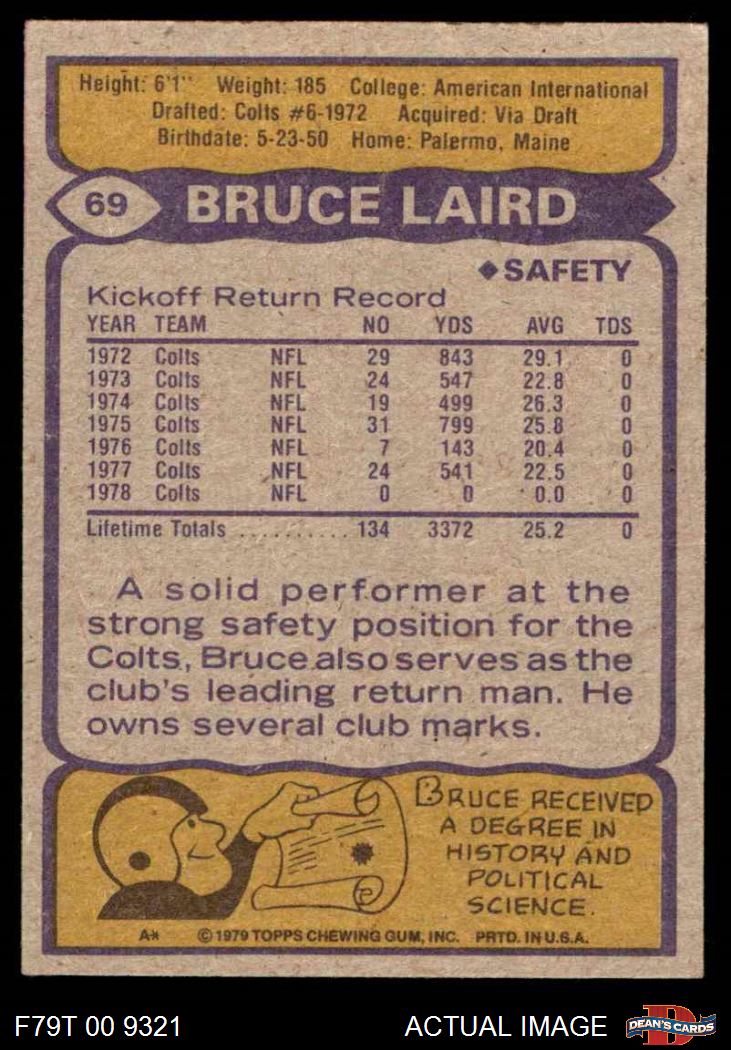 Height: 6'1" Weight: 185 College: American International
Drafted: Colts #6-1972 Acquired: Via Draft
Birthdate: 5-23-50 Home: Palermo, Maine
69 BRUCE LAIRD
◆SAFETY
Kickoff Return Record
YEAR TEAM NO YDS AVG TDS
1972 Colts NFL 29 843 29.1 0
1973 Colts NFL 24 547 22.8 0
1974 Colts NFL 19 499 26.3 0
1975 Colts NFL 31 799 25.8 0
1976 Colts NFL 7 143 20.4 0
1977 Colts NFL 24 541 22.5 0
1978 Colts NFL 0 0 0.0 0
Lifetime Totals .......... 134 3372 25.2 0
A solid performer at the
strong safety position for the
Colts, Bruce also serves as the
club's leading return man. He
owns several club marks.
BRUCE RECEIVED
A DEGREE IN
HISTORY AND
POLITICAL
SCIENCE.
A* © 1979 TOPPS CHEWING GUM, INC. PRTD. IN U.S.A.
F79T 00 9321 ACTUAL IMAGE D DEAN'S CARDS